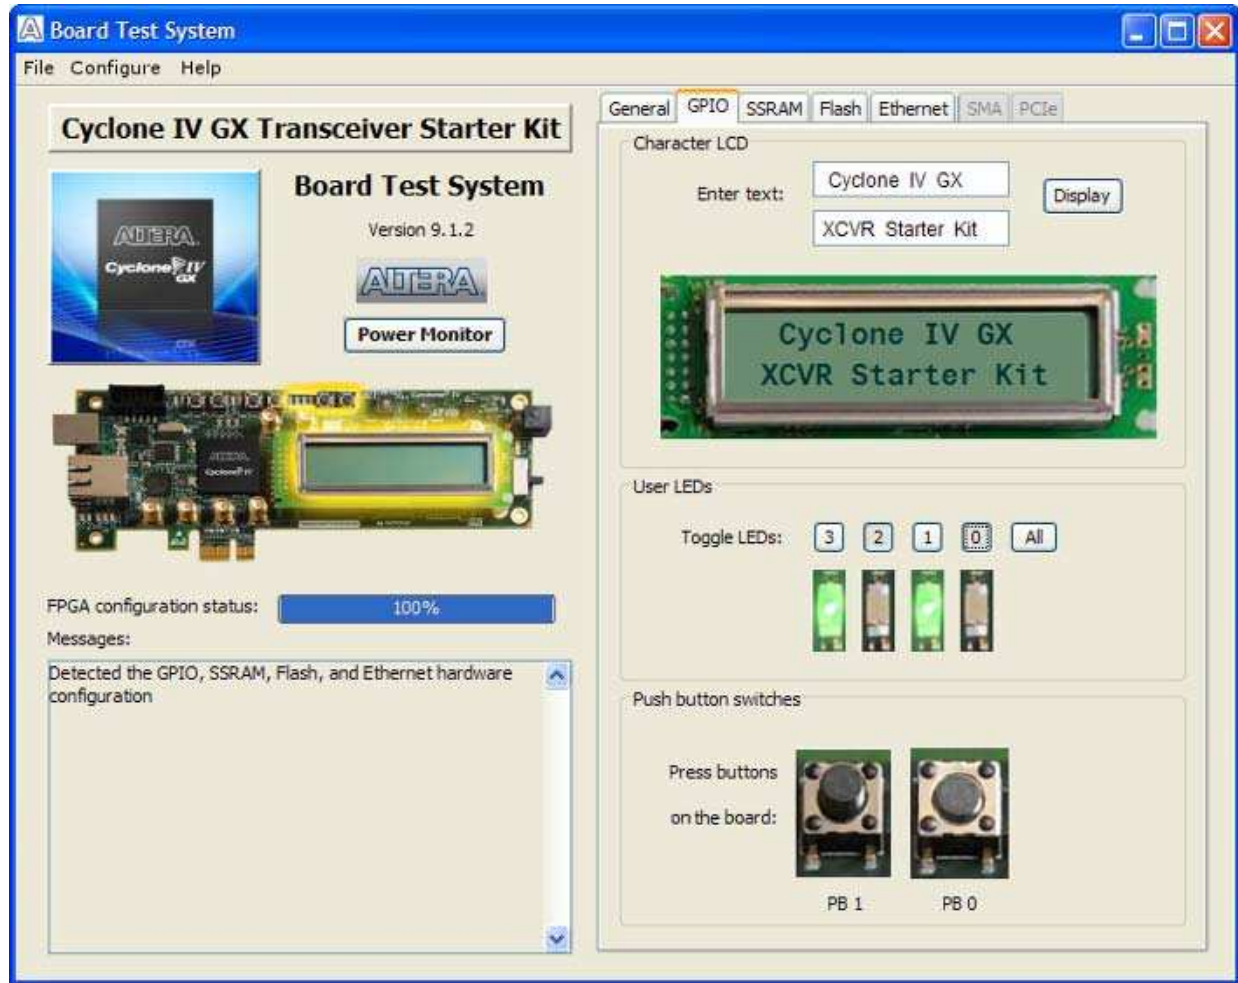 Board Test System
File Configure Help
Cyclone IV GX Transceiver Starter Kit
ALTERA
Cyclone IV
GX
Board Test System
Version 9.1.2
ALTERA
Power Monitor
ALTERA
Cyclone IV
FPGA configuration status: 100%
Messages:
Detected the GPIO, SSRAM, Flash, and Ethernet hardware
configuration
General GPIO SSRAM Flash Ethernet SMA PCIe
Character LCD
Enter text: Cyclone IV GX Display
XCVR Starter Kit
Cyclone IV GX
XCVR Starter Kit
User LEDs
Toggle LEDs: 3 2 1 0 All
Push button switches
Press buttons
on the board:
PB 1 PB 0